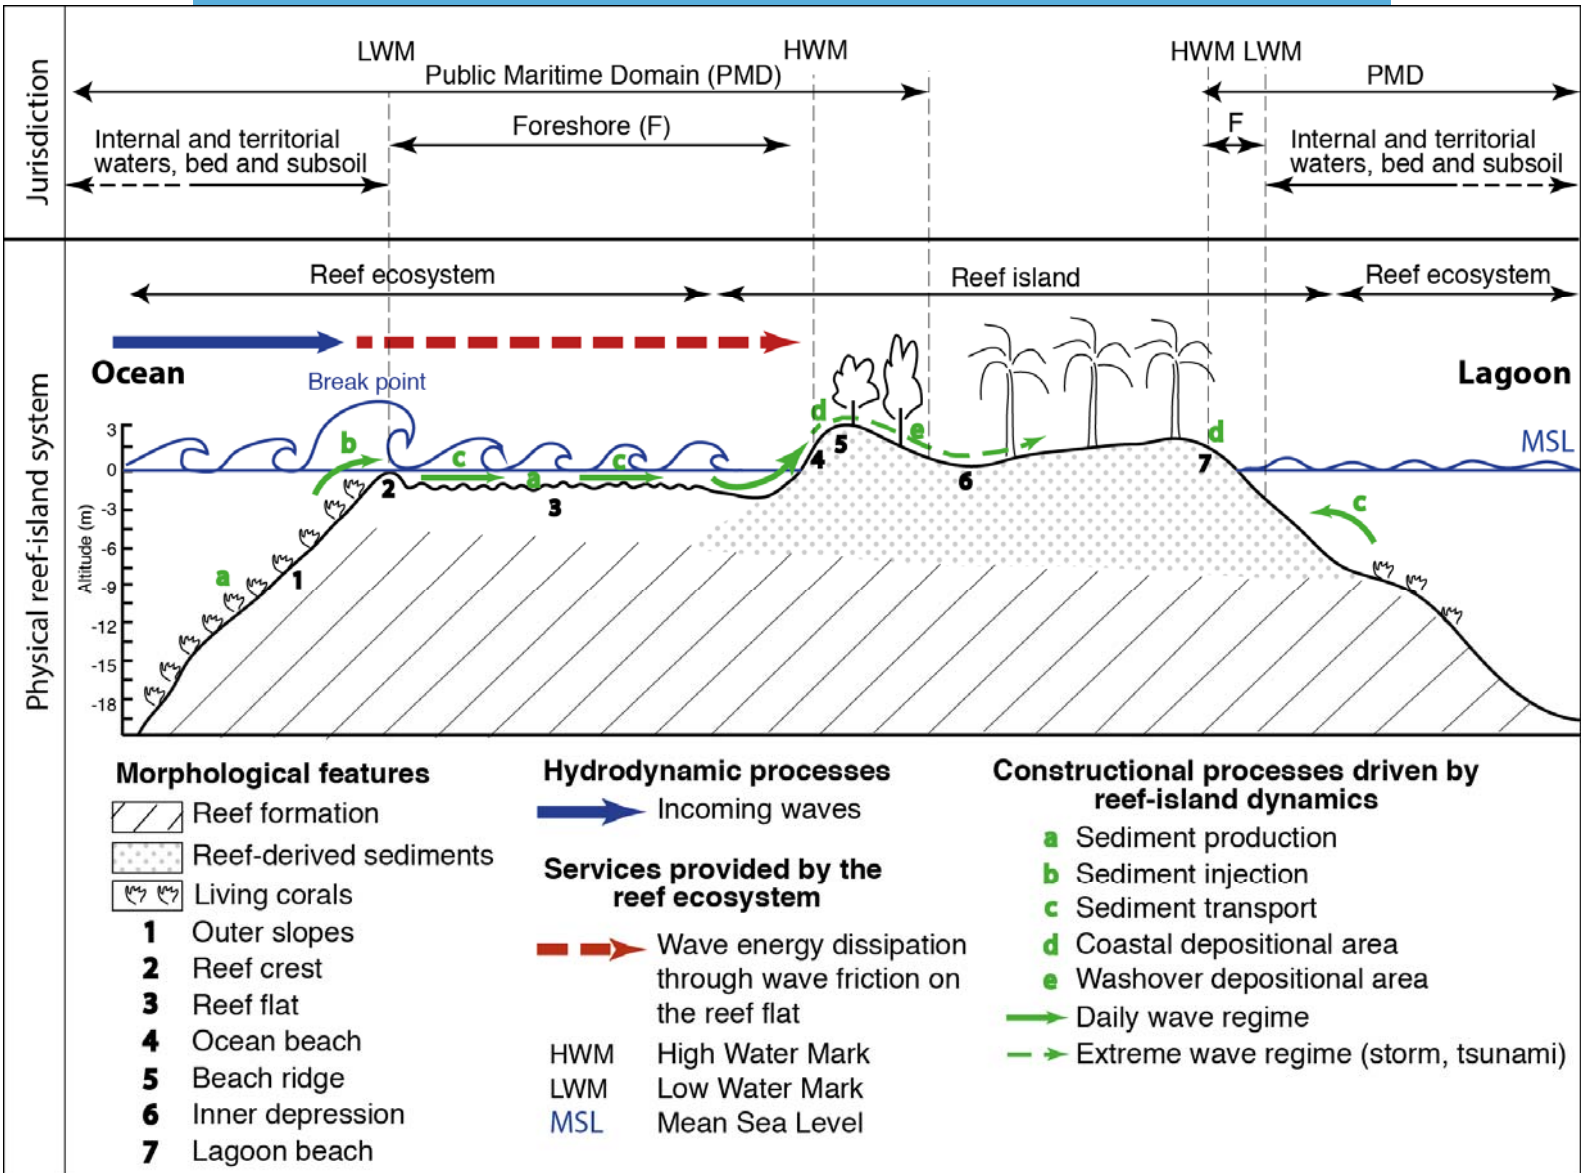 Jurisdiction
LWM
HWM
HWM LWM
Public Maritime Domain (PMD)
PMD
Foreshore (F)
F
Internal and territorial
waters, bed and subsoil
Internal and territorial
waters, bed and subsoil
Physical reef-island system
Reef ecosystem
Reef island
Reef ecosystem
Ocean
Lagoon
Break point
MSL
Altitude (m)
3
0
-3
-6
-9
-12
-15
-18
a
b
c
a
c
d
e
d
c
1
2
3
4
5
6
7
Morphological features
Reef formation
Reef-derived sediments
Living corals
1 Outer slopes
2 Reef crest
3 Reef flat
4 Ocean beach
5 Beach ridge
6 Inner depression
7 Lagoon beach
Hydrodynamic processes
Incoming waves
Services provided by the
reef ecosystem
Wave energy dissipation
through wave friction on
the reef flat
HWM High Water Mark
LWM Low Water Mark
MSL Mean Sea Level
Constructional processes driven by
reef-island dynamics
a Sediment production
b Sediment injection
c Sediment transport
d Coastal depositional area
e Washover depositional area
Daily wave regime
Extreme wave regime (storm, tsunami)